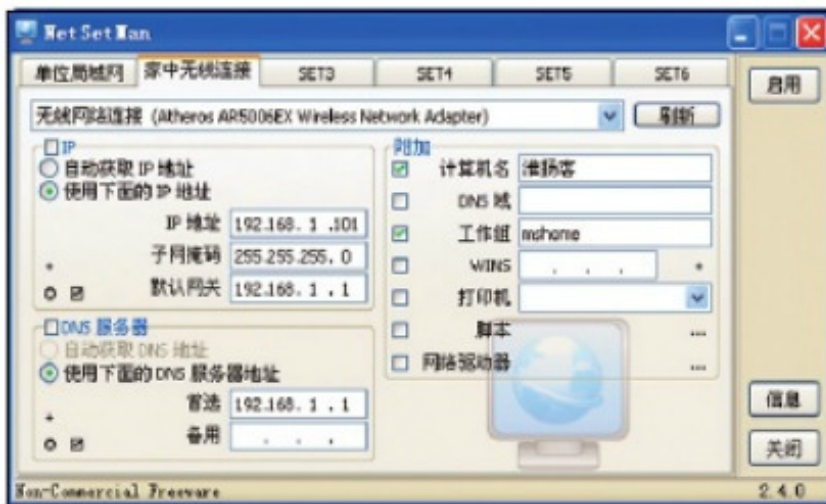 Net Set Man
单位局域网 家中无线连接 SET3 SET4 SET5 SET6
启用
无线网络连接 (Atheros AR5006EX Wireless Network Adapter) 刷新
IP
自动获取 IP 地址
使用下面的 IP 地址
IP 地址 192.168. 1 .101
子网掩码 255.255.255. 0
默认网关 192.168. 1 . 1
DNS 服务器
自动获取 DNS 地址
使用下面的 DNS 服务器地址
首选 192.168. 1 . 1
备用 . . .
附加
计算机名 淮扬客
DNS 域
工作组 mshome
WINS . . .
打印机
脚本 ...
网络驱动器 ...
信息
关闭
Non-Commercial Freeware 2.4.0